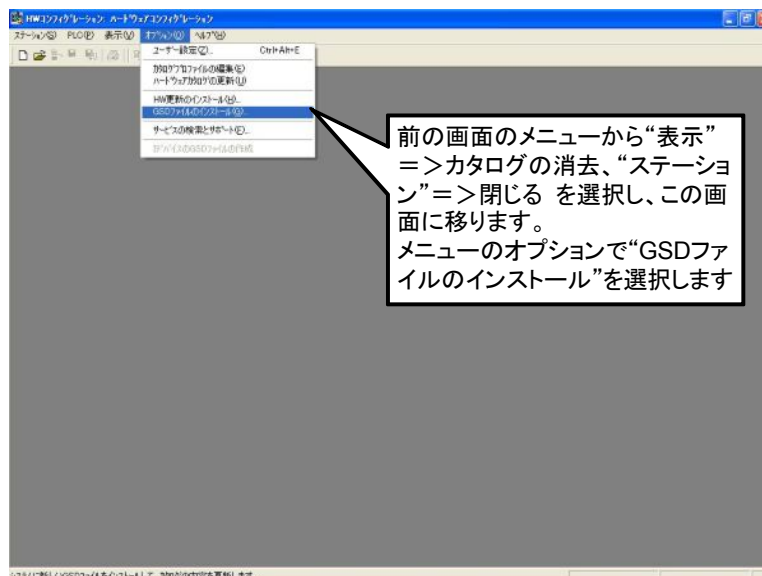 HWコンフィグレーション: ハードウェアコンフィグレーション
ステーション(S) PLC(P) 表示(V) オプション(O) ヘルプ(H)
ユーザー設定(Z).. Ctrl+Alt+E
カタログプロファイルの編集(E)
ハードウェアカタログの更新(U)
HW更新のインストール(H)...
GSDファイルのインストール(G)...
サービスの検索とサポート(F)...
前の画面のメニューから“表示”
＝＞カタログの消去、“ステーショ
ン”＝＞閉じる を選択し、この画
面に移ります。
メニューのオプションで“GSDファ
イルのインストール”を選択します